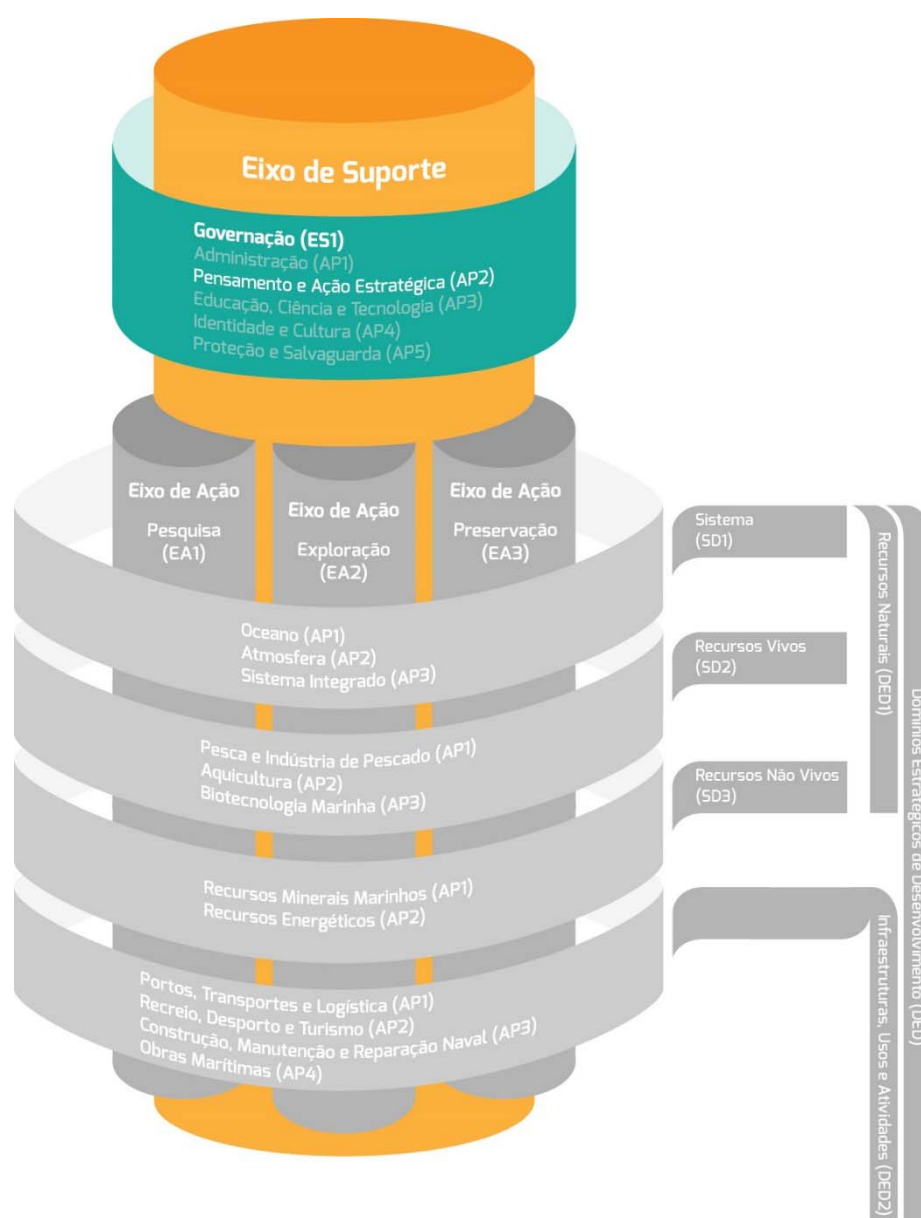 Eixo de Suporte
Governação (ES1)
Administração (AP1)
Pensamento e Ação Estratégica (AP2)
Educação, Ciência e Tecnologia (AP3)
Identidade e Cultura (AP4)
Proteção e Salvaguarda (AP5)
Eixo de Ação
Pesquisa
(EA1)
Eixo de Ação
Exploração
(EA2)
Eixo de Ação
Preservação
(EA3)
Oceano (AP1)
Atmosfera (AP2)
Sistema Integrado (AP3)
Pesca e Indústria de Pescado (AP1)
Aquicultura (AP2)
Biotecnologia Marinha (AP3)
Recursos Minerais Marinhos (AP1)
Recursos Energéticos (AP2)
Portos, Transportes e Logística (AP1)
Recreio, Desporto e Turismo (AP2)
Construção, Manutenção e Reparação Naval (AP3)
Obras Marítimas (AP4)
Sistema
(SD1)
Recursos Vivos
(SD2)
Recursos Não Vivos
(SD3)
Recursos Naturais (DED1)
Infraestruturas, Usos e Atividades (DED2)
Domínios Estratégicos de Desenvolvimento (DED)